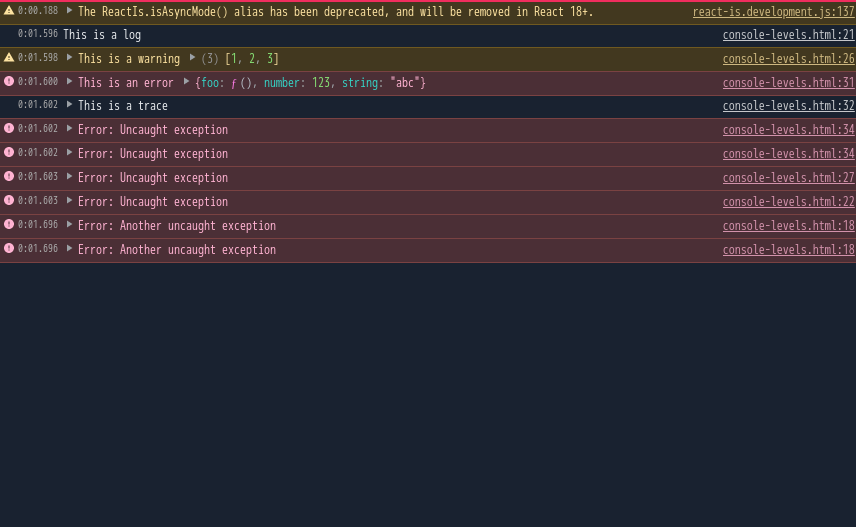 0:00.188 The ReactIs.isAsyncMode() alias has been deprecated, and will be removed in React 18+. react-is.development.js:137
0:01.596 This is a log console-levels.html:21
0:01.598 This is a warning (3) [1, 2, 3] console-levels.html:26
0:01.600 This is an error {foo: ƒ (), number: 123, string: "abc"} console-levels.html:31
0:01.602 This is a trace console-levels.html:32
0:01.602 Error: Uncaught exception console-levels.html:34
0:01.602 Error: Uncaught exception console-levels.html:34
0:01.603 Error: Uncaught exception console-levels.html:27
0:01.603 Error: Uncaught exception console-levels.html:22
0:01.696 Error: Another uncaught exception console-levels.html:18
0:01.696 Error: Another uncaught exception console-levels.html:18